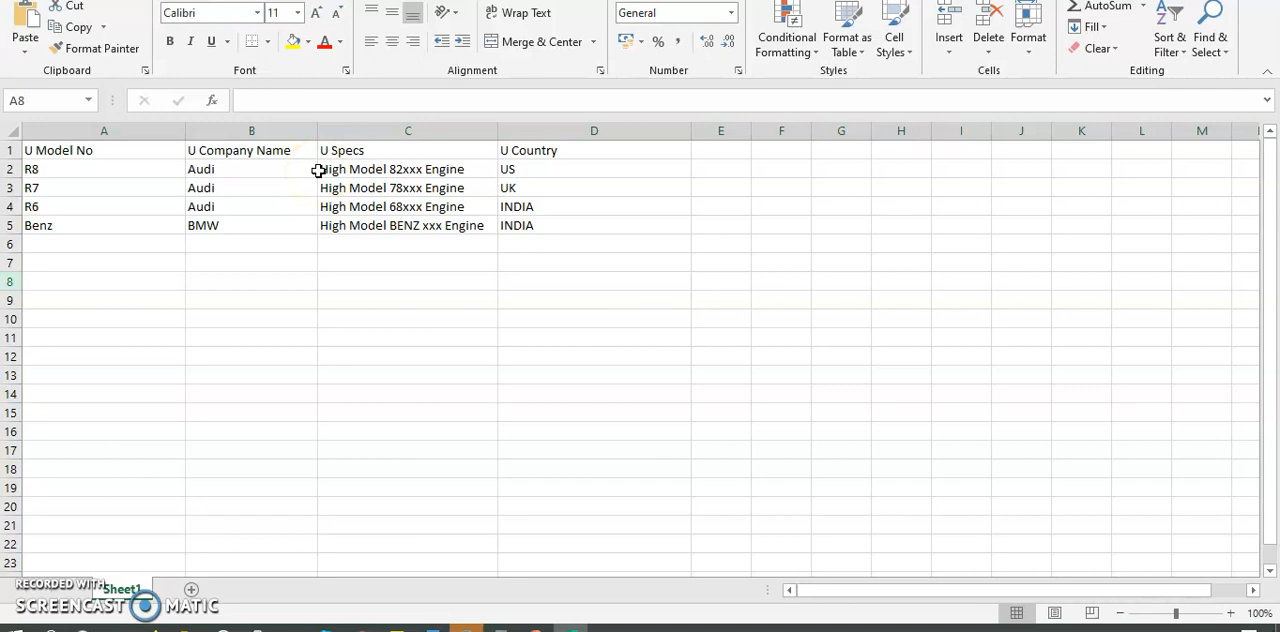 Cut
Copy
Format Painter
Paste
Clipboard
Calibri
11
A A
B I U A
Font
ab Wrap Text
Merge & Center
Alignment
General
% ,
Number
Conditional Formatting
Format as Table
Cell Styles
Styles
Insert
Delete
Format
Cells
AutoSum
Fill
Clear
Sort & Filter
Find & Select
Editing
A8
fx
A B C D E F G H I J K L M
1 U Model No U Company Name U Specs U Country
2 R8 Audi High Model 82xxx Engine US
3 R7 Audi High Model 78xxx Engine UK
4 R6 Audi High Model 68xxx Engine INDIA
5 Benz BMW High Model BENZ xxx Engine INDIA
6
7
8
9
10
11
12
13
14
15
16
17
18
19
20
21
22
23
Sheet1
RECORDED WITH
SCREENCAST MATIC
100%